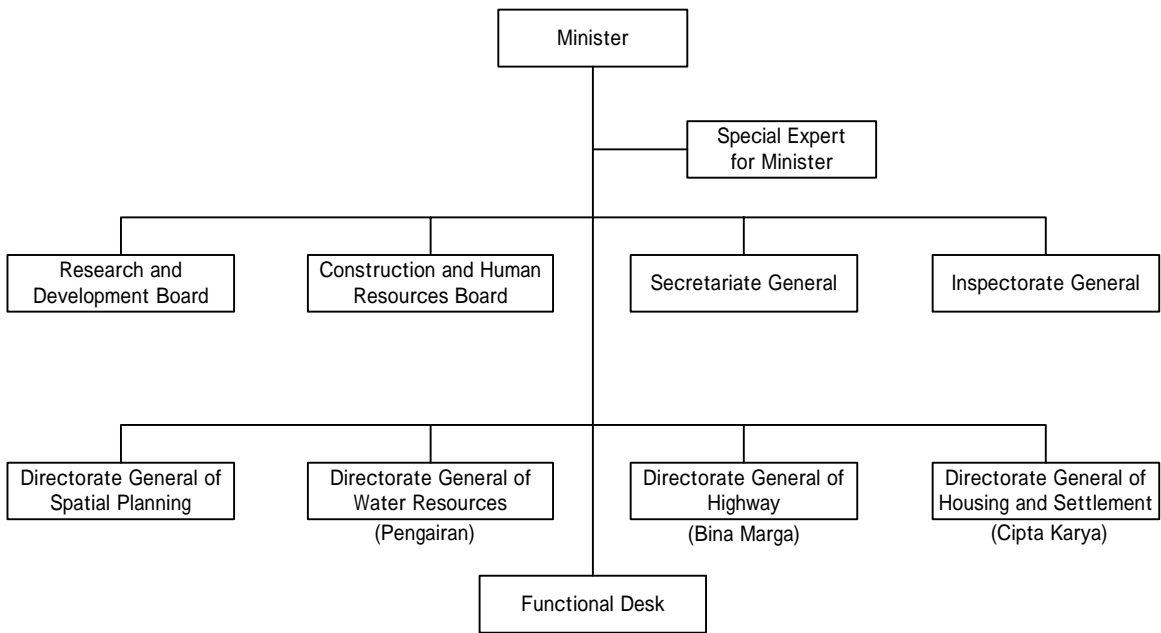 Minister
Special Expert
for Minister
Research and
Development Board
Construction and Human
Resources Board
Secretariate General
Inspectorate General
Directorate General of
Spatial Planning
Directorate General of
Water Resources
(Pengairan)
Directorate General of
Highway
(Bina Marga)
Directorate General of
Housing and Settlement
(Cipta Karya)
Functional Desk